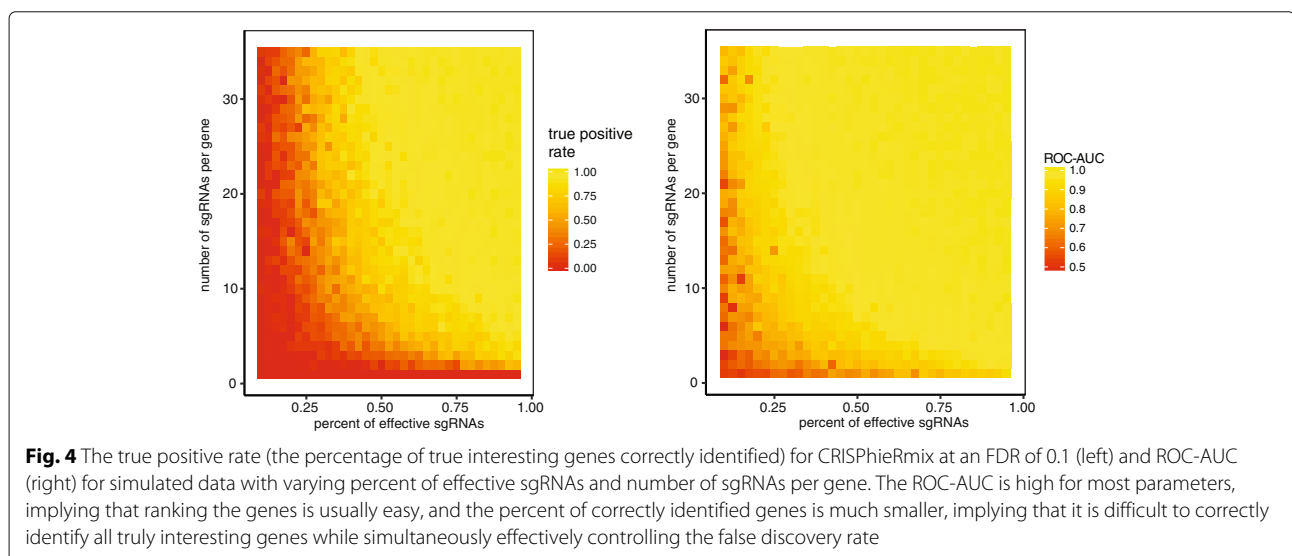 number of sgRNAs per gene
30
20
10
0
0.25
0.50
0.75
1.00
percent of effective sgRNAs
true positive
rate
1.00
0.75
0.50
0.25
0.00
number of sgRNAs per gene
30
20
10
0
0.25
0.50
0.75
1.00
percent of effective sgRNAs
ROC-AUC
1.0
0.9
0.8
0.7
0.6
0.5
Fig. 4 The true positive rate (the percentage of true interesting genes correctly identified) for CRISPhieRmix at an FDR of 0.1 (left) and ROC-AUC
(right) for simulated data with varying percent of effective sgRNAs and number of sgRNAs per gene. The ROC-AUC is high for most parameters,
implying that ranking the genes is usually easy, and the percent of correctly identified genes is much smaller, implying that it is difficult to correctly
identify all truly interesting genes while simultaneously effectively controlling the false discovery rate